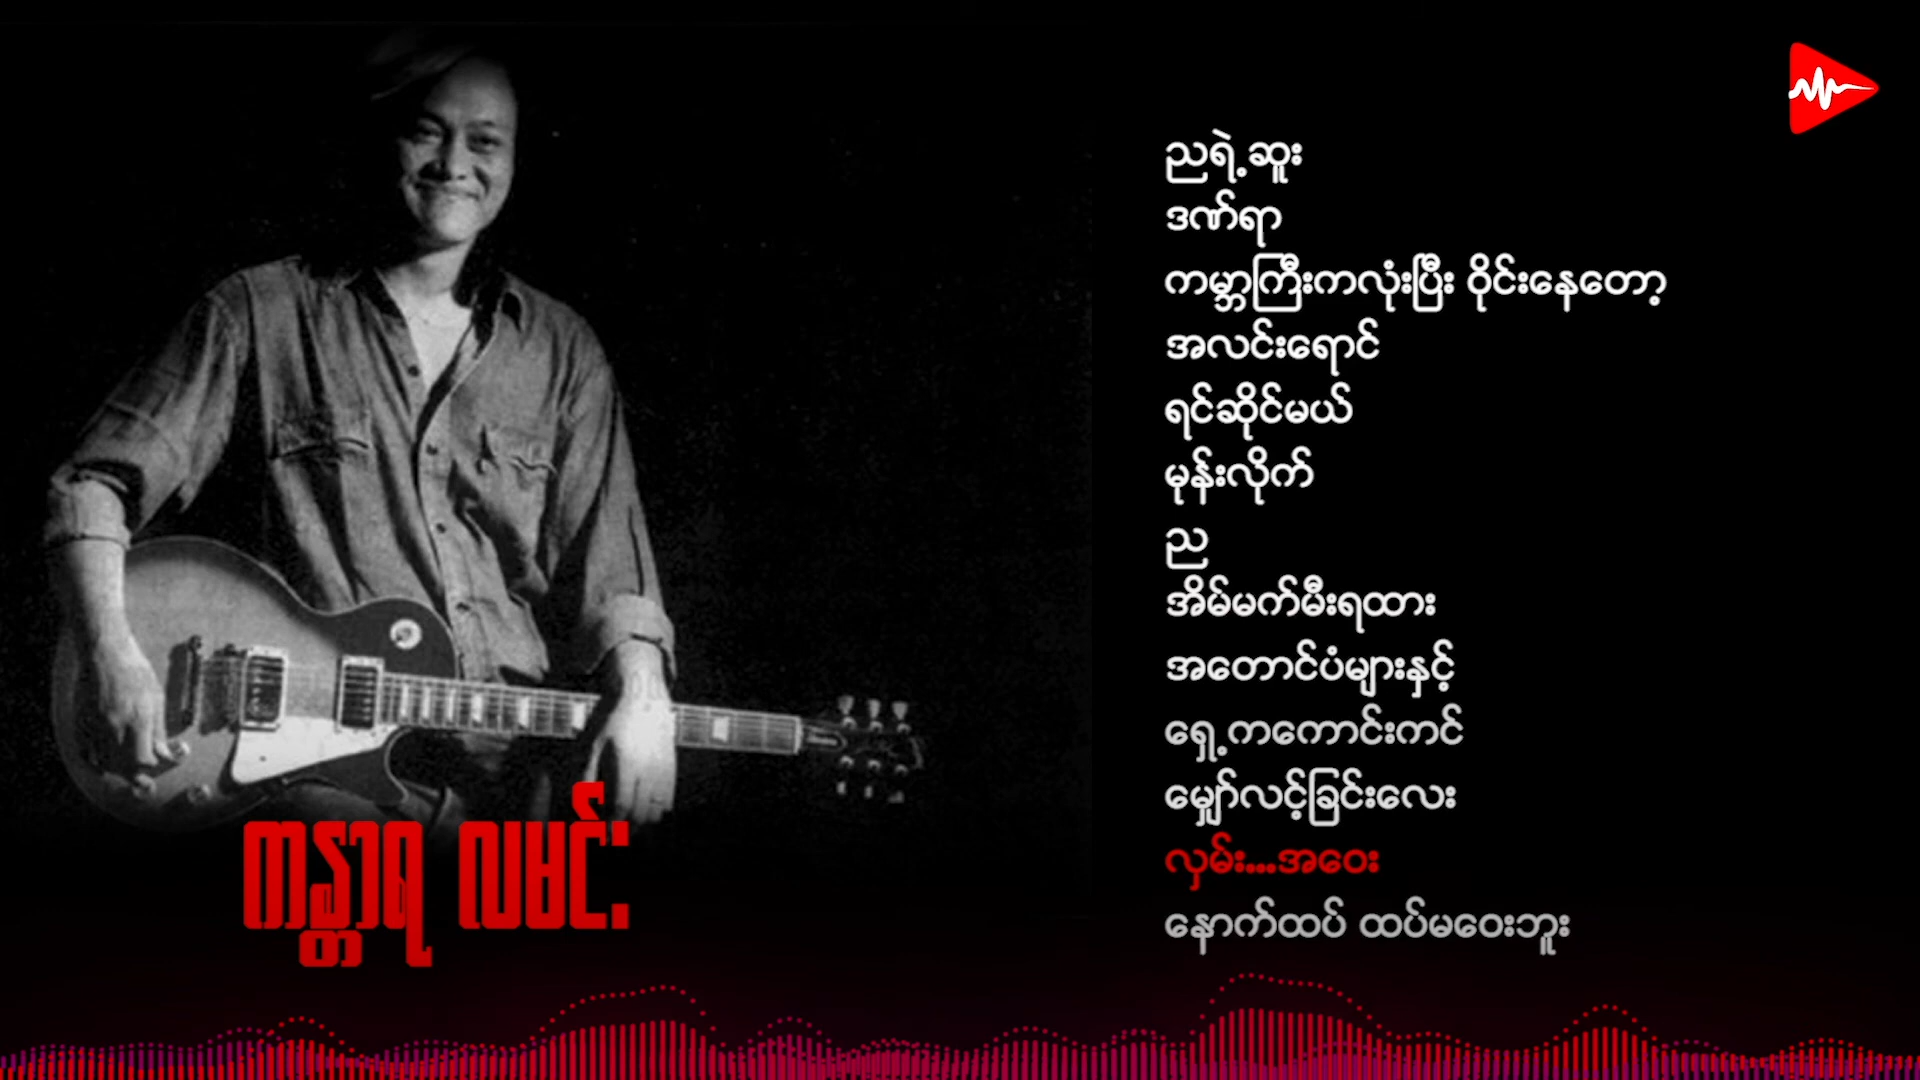 ညရဲ့ဆူး
ဒဏ်ရာ
ကမ္ဘာကြီးကလုံးပြီး ဝိုင်းနေတော့
အလင်းရောင်
ရင်ဆိုင်မယ်
မုန်းလိုက်
ည
အိမ်မက်မီးရထား
အတောင်ပံများနှင့်
ရှေ့ကကောင်းကင်
မျှော်လင့်ခြင်းလေး
လှမ်း...အဝေး
နောက်ထပ် ထပ်မဝေးဘူး
ကန္တာရ လမင်း